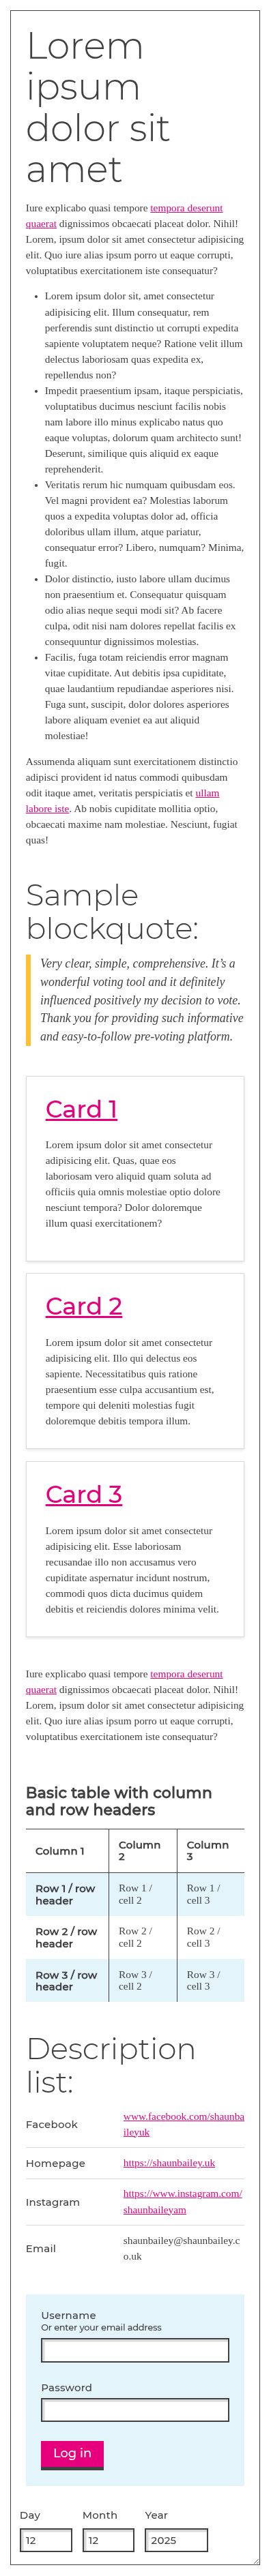 Lorem
ipsum
dolor sit
amet
Iure explicabo quasi tempore tempora deserunt
quaerat dignissimos obcaecati placeat dolor. Nihil!
Lorem, ipsum dolor sit amet consectetur adipisicing
elit. Quo iure alias ipsum porro ut eaque corrupti,
voluptatibus exercitationem iste consequatur?
• Lorem ipsum dolor sit, amet consectetur
adipisicing elit. Illum consequatur, rem
perferendis sunt distinctio ut corrupti expedita
sapiente voluptatem neque? Ratione velit illum
delectus laboriosam quas expedita ex,
repellendus non?
• Impedit praesentium ipsam, itaque perspiciatis,
voluptatibus ducimus nesciunt facilis nobis
nam labore illo minus explicabo natus quo
eaque voluptas, dolorum quam architecto sunt!
Deserunt, similique quis aliquid ex eaque
reprehenderit.
• Veritatis rerum hic numquam quibusdam eos.
Vel magni provident ea? Molestias laborum
quos a expedita voluptas dolor ad, officia
doloribus ullam illum, atque pariatur,
consequatur error? Libero, numquam? Minima,
fugit.
• Dolor distinctio, iusto labore ullam ducimus
non praesentium et. Consequatur quisquam
odio alias neque sequi modi sit? Ab facere
culpa, odit nisi nam dolores repellat facilis ex
consequuntur dignissimos molestias.
• Facilis, fuga totam reiciendis error magnam
vitae cupiditate. Aut debitis ipsa cupiditate,
quae laudantium repudiandae asperiores nisi.
Fuga sunt, suscipit, dolor dolores asperiores
labore aliquam eveniet ea aut aliquid
molestiae!
Assumenda aliquam sunt exercitationem distinctio
adipisci provident id natus commodi quibusdam
odit itaque amet, veritatis perspiciatis et ullam
labore iste. Ab nobis cupiditate mollitia optio,
obcaecati maxime nam molestiae. Nesciunt, fugiat
quas!
Sample
blockquote:
Very clear, simple, comprehensive. It’s a
wonderful voting tool and it definitely
influenced positively my decision to vote.
Thank you for providing such informative
and easy-to-follow pre-voting platform.
Card 1
Lorem ipsum dolor sit amet consectetur
adipisicing elit. Quas, quae eos
laboriosam vero aliquid quam soluta ad
officiis quia omnis molestiae optio dolore
nesciunt tempora? Dolor doloremque
illum quasi exercitationem?
Card 2
Lorem ipsum dolor sit amet consectetur
adipisicing elit. Illo qui delectus eos
sapiente. Necessitatibus quis ratione
praesentium esse culpa accusantium est,
tempore qui deleniti molestias fugit
doloremque debitis tempora illum.
Card 3
Lorem ipsum dolor sit amet consectetur
adipisicing elit. Esse laboriosam
recusandae illo non accusamus vero
cupiditate aspernatur incidunt nostrum,
commodi quos dicta ducimus quidem
debitis et reiciendis dolores minima velit.
Iure explicabo quasi tempore tempora deserunt
quaerat dignissimos obcaecati placeat dolor. Nihil!
Lorem, ipsum dolor sit amet consectetur adipisicing
elit. Quo iure alias ipsum porro ut eaque corrupti,
voluptatibus exercitationem iste consequatur?
Basic table with column
and row headers
Column 1 Column 2 Column 3
Row 1 / row header Row 1 / cell 2 Row 1 / cell 3
Row 2 / row header Row 2 / cell 2 Row 2 / cell 3
Row 3 / row header Row 3 / cell 2 Row 3 / cell 3
Description
list:
Facebook www.facebook.com/shaunbaileyuk
Homepage https://shaunbailey.uk
Instagram https://www.instagram.com/shaunbaileyam
Email shaunbailey@shaunbailey.co.uk
Username
Or enter your email address
Password
Log in
Day Month Year
12 12 2025